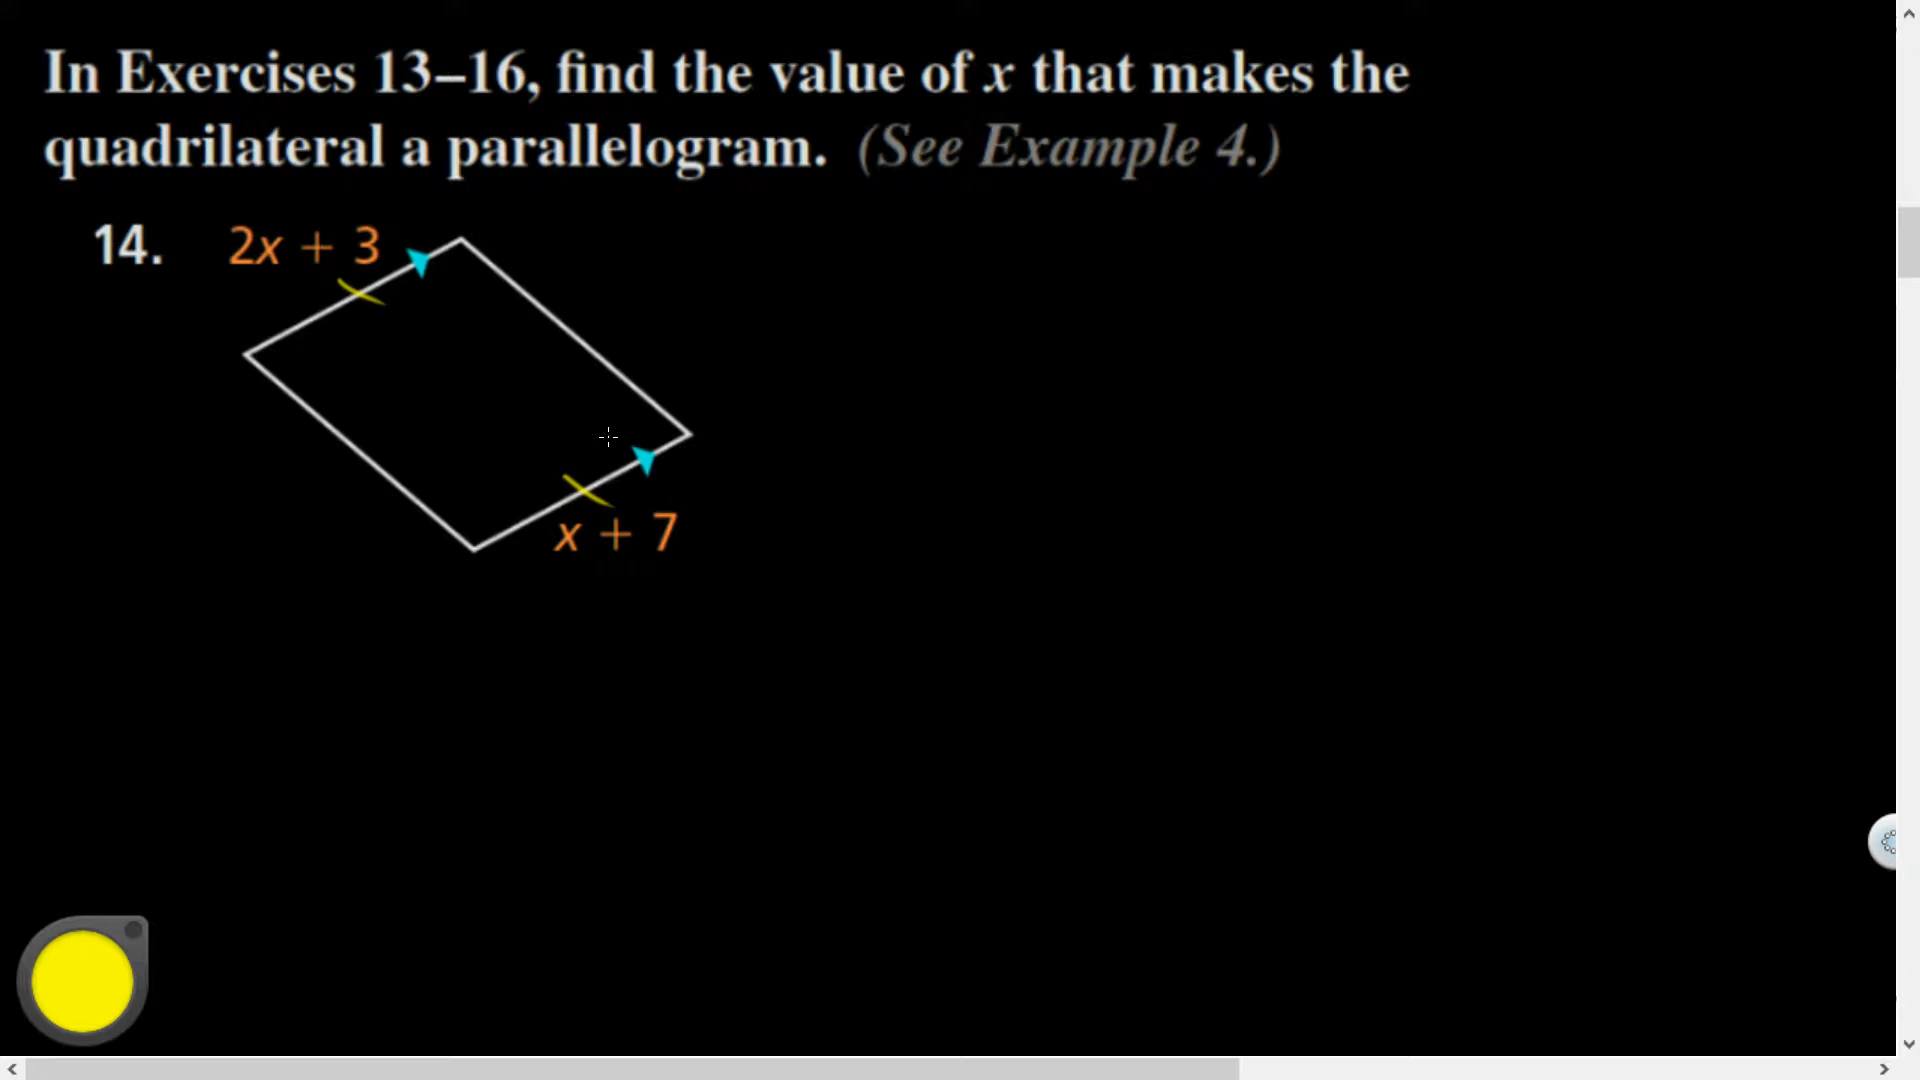 In Exercises 13–16, find the value of x that makes the
quadrilateral a parallelogram. (See Example 4.)
14. 2x + 3
x + 7